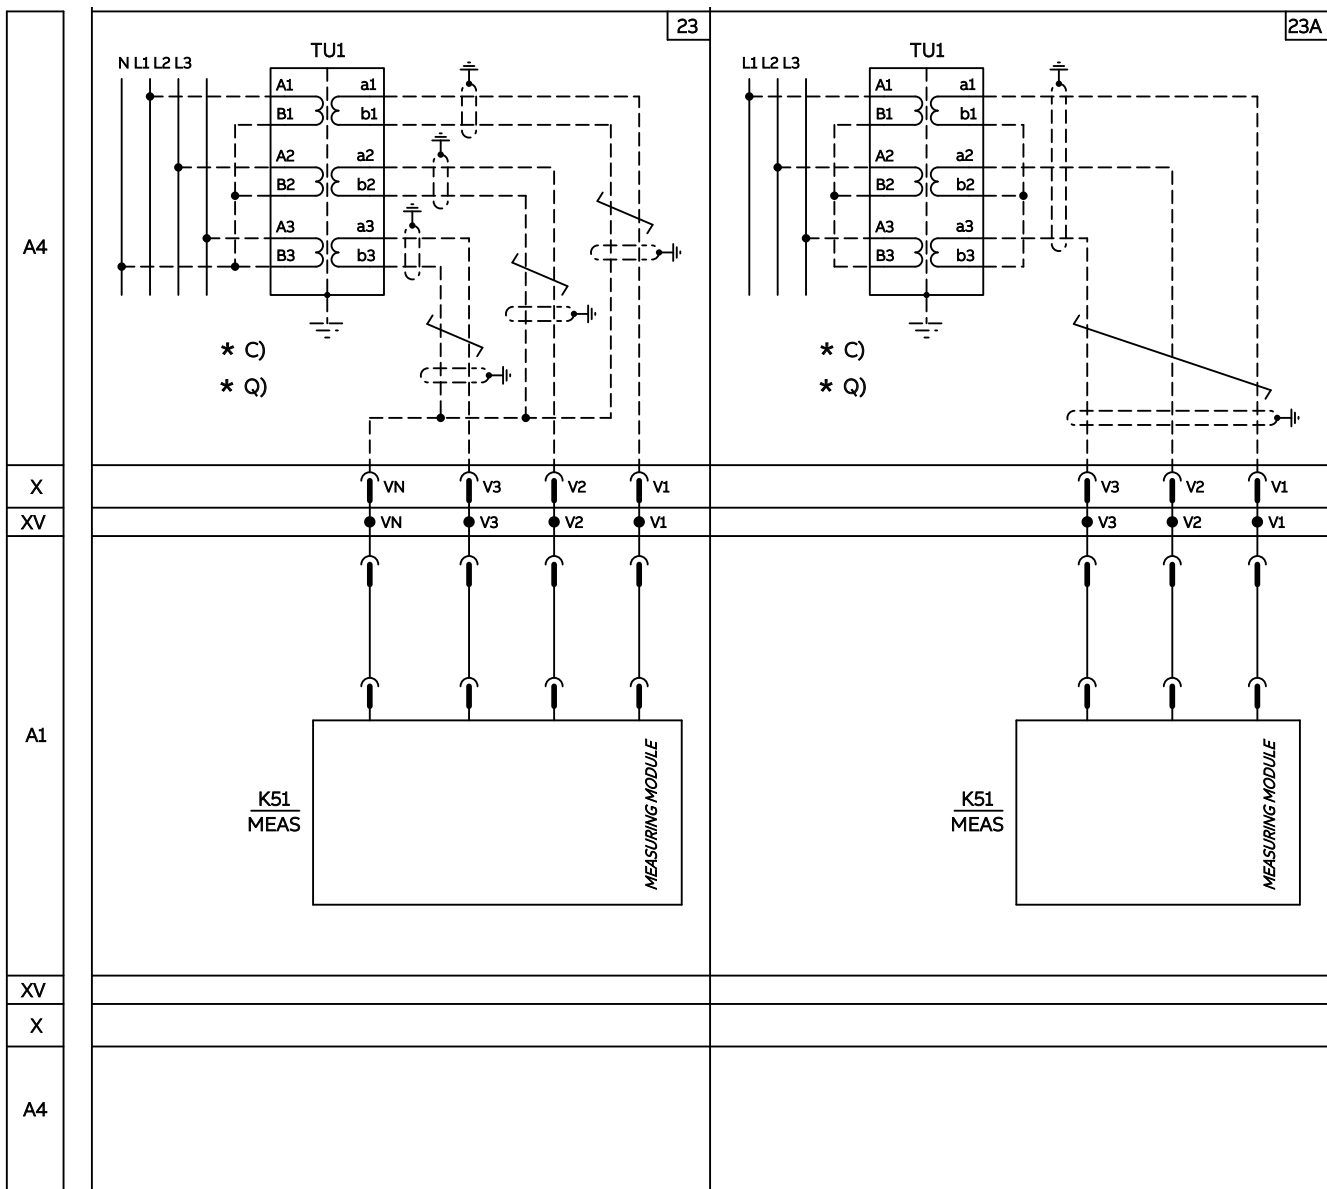 23
23A
TU1
TU1
N L1 L2 L3
L1 L2 L3
A1 a1
B1 b1
A2 a2
B2 b2
A3 a3
B3 b3
A1 a1
B1 b1
A2 a2
B2 b2
A3 a3
B3 b3
A4
* C)
* Q)
* C)
* Q)
X
VN V3 V2 V1
V3 V2 V1
XV
VN V3 V2 V1
V3 V2 V1
A1
K51
MEAS
MEASURING MODULE
K51
MEAS
MEASURING MODULE
XV
X
A4